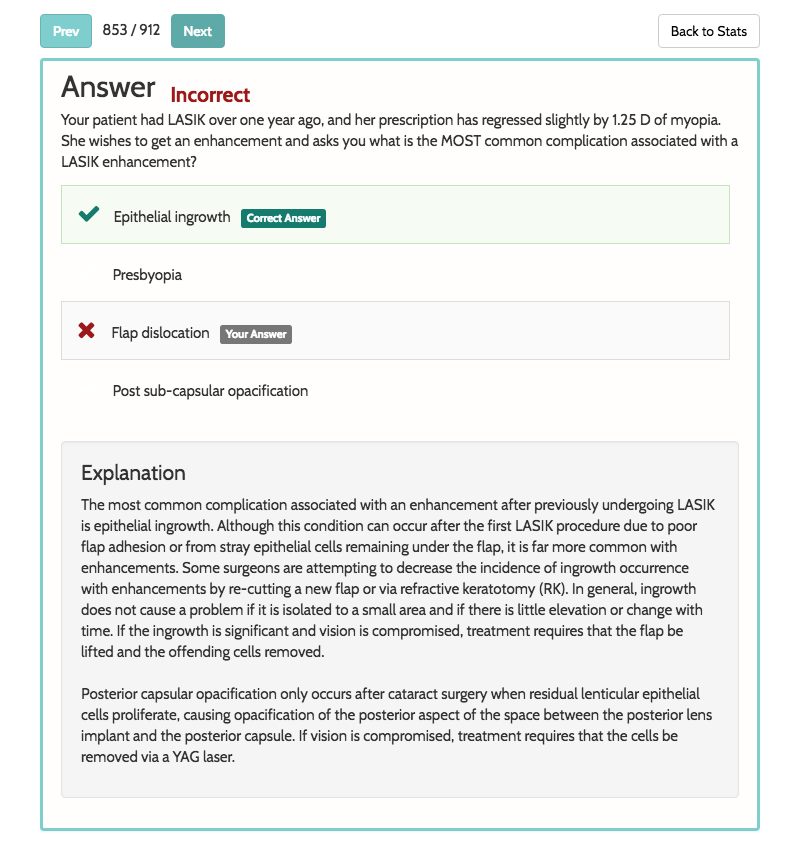 Prev 853 / 912 Next Back to Stats
Answer Incorrect
Your patient had LASIK over one year ago, and her prescription has regressed slightly by 1.25 D of myopia.
She wishes to get an enhancement and asks you what is the MOST common complication associated with a
LASIK enhancement?
Epithelial ingrowth Correct Answer
Presbyopia
Flap dislocation Your Answer
Post sub-capsular opacification
Explanation
The most common complication associated with an enhancement after previously undergoing LASIK
is epithelial ingrowth. Although this condition can occur after the first LASIK procedure due to poor
flap adhesion or from stray epithelial cells remaining under the flap, it is far more common with
enhancements. Some surgeons are attempting to decrease the incidence of ingrowth occurrence
with enhancements by re-cutting a new flap or via refractive keratotomy (RK). In general, ingrowth
does not cause a problem if it is isolated to a small area and if there is little elevation or change with
time. If the ingrowth is significant and vision is compromised, treatment requires that the flap be
lifted and the offending cells removed.
Posterior capsular opacification only occurs after cataract surgery when residual lenticular epithelial
cells proliferate, causing opacification of the posterior aspect of the space between the posterior lens
implant and the posterior capsule. If vision is compromised, treatment requires that the cells be
removed via a YAG laser.